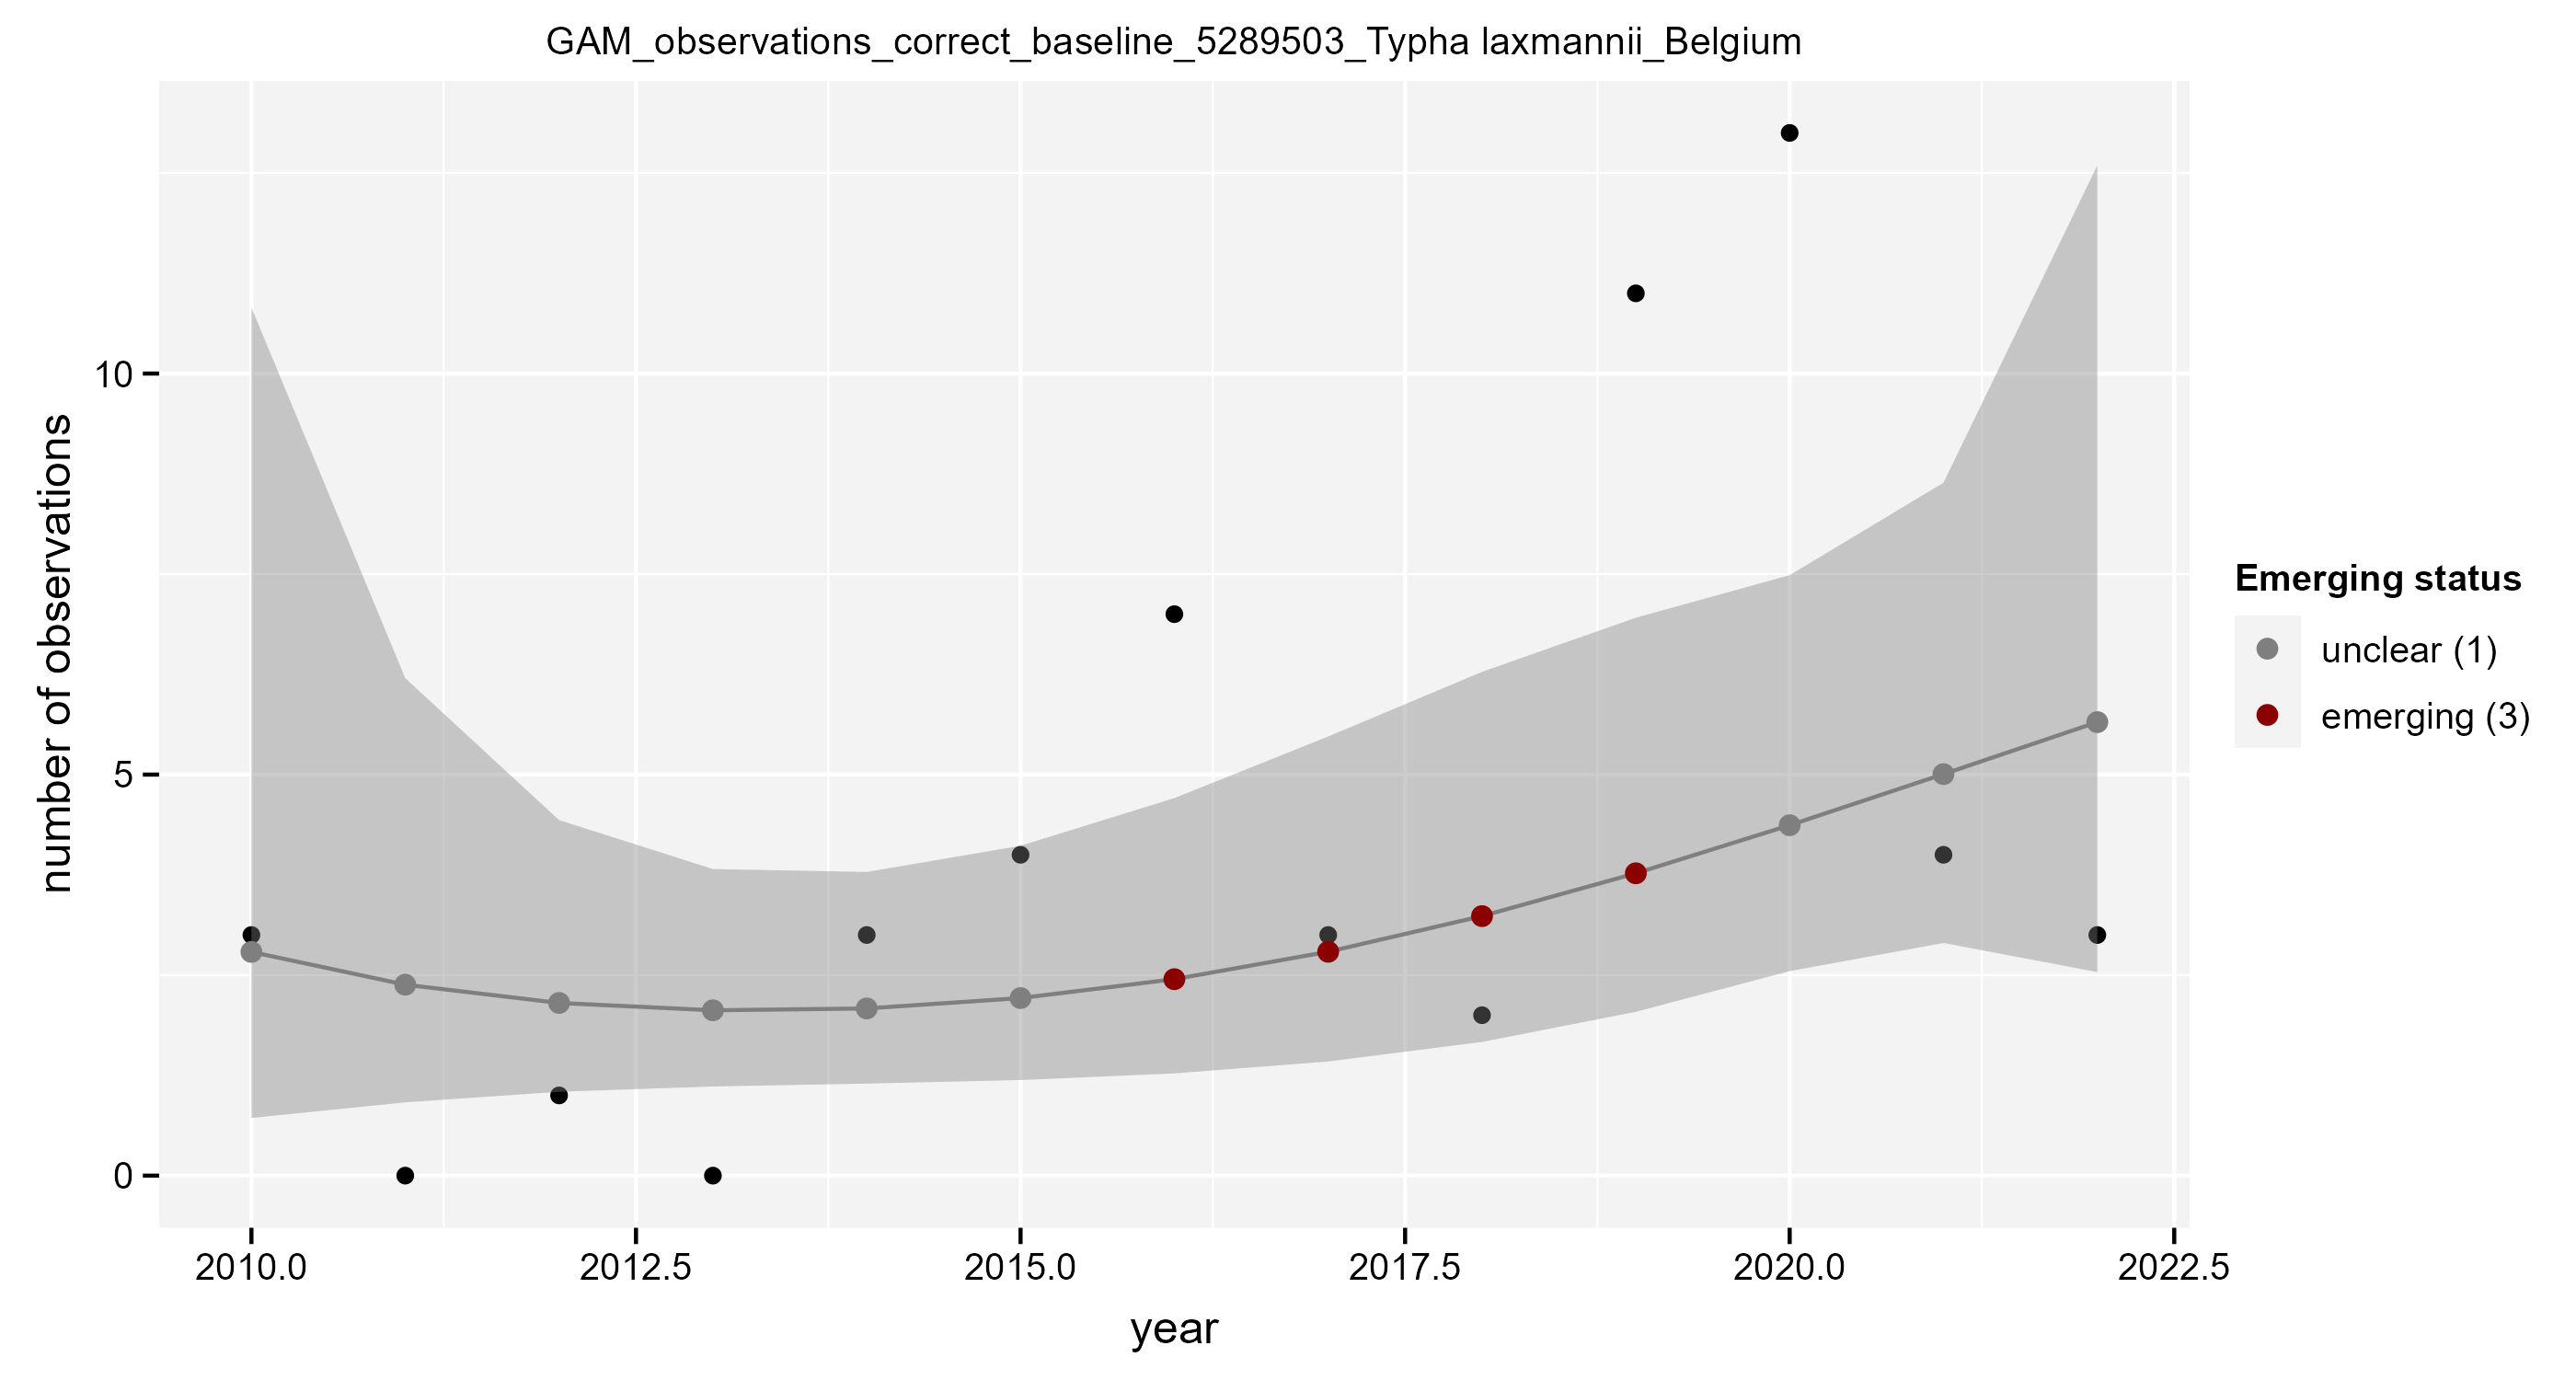 GAM_observations_correct_baseline_5289503_Typha laxmannii_Belgium
number of observations
10
5
0
2010.0
2012.5
2015.0
2017.5
2020.0
2022.5
year
Emerging status
unclear (1)
emerging (3)